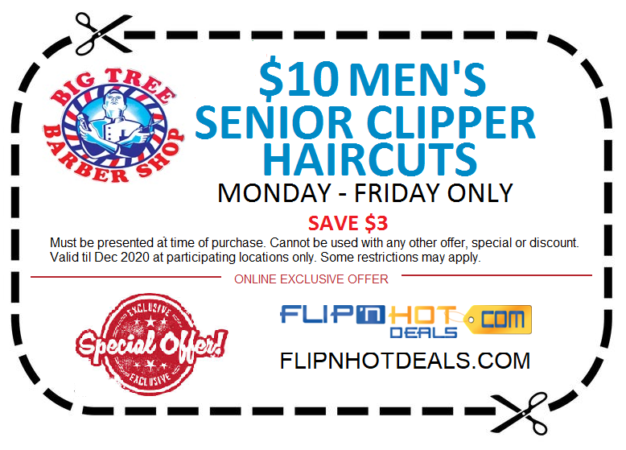 BIG TREE
BARBER SHOP
$10 MEN'S
SENIOR CLIPPER
HAIRCUTS
MONDAY - FRIDAY ONLY
SAVE $3
Must be presented at time of purchase. Cannot be used with any other offer, special or discount.
Valid til Dec 2020 at participating locations only. Some restrictions may apply.
ONLINE EXCLUSIVE OFFER
EXCLUSIVE
Special Offer!
EXCLUSIVE
FLIP'N HOT .COM
DEALS
FLIPNHOTDEALS.COM